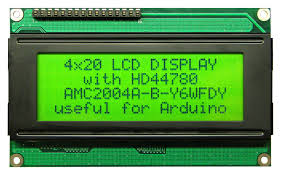 4x20 LCD DISPLAY
with HD44780
AMC2004A-B-Y6WFDY
useful for Arduino